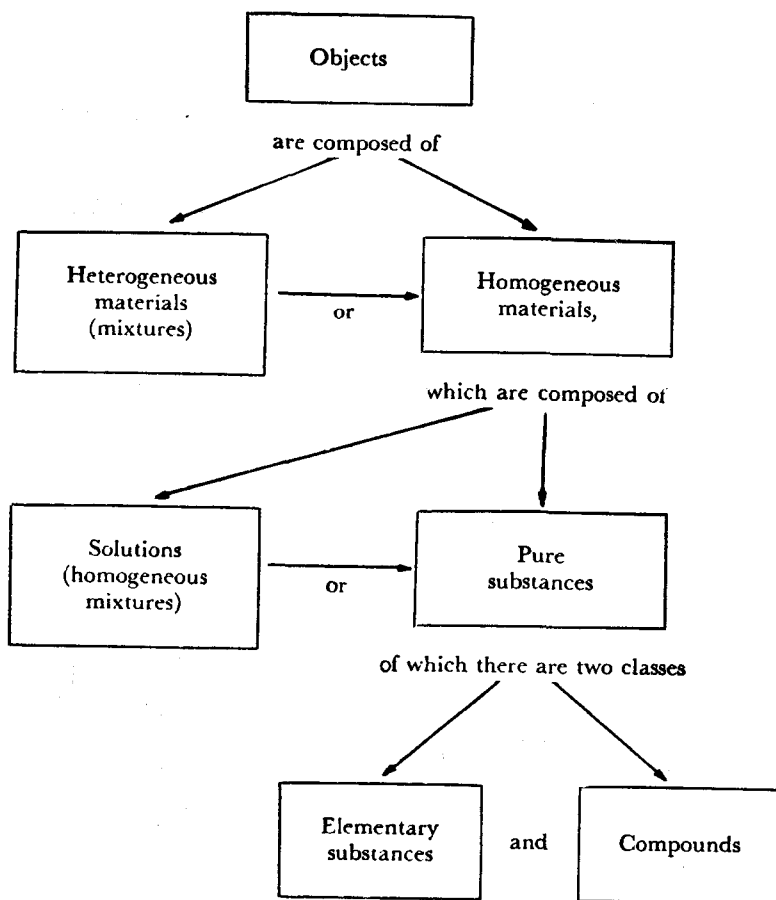 Objects
are composed of
Heterogeneous
materials
(mixtures)
or
Homogeneous
materials,
which are composed of
Solutions
(homogeneous
mixtures)
or
Pure
substances
of which there are two classes
Elementary
substances
and
Compounds